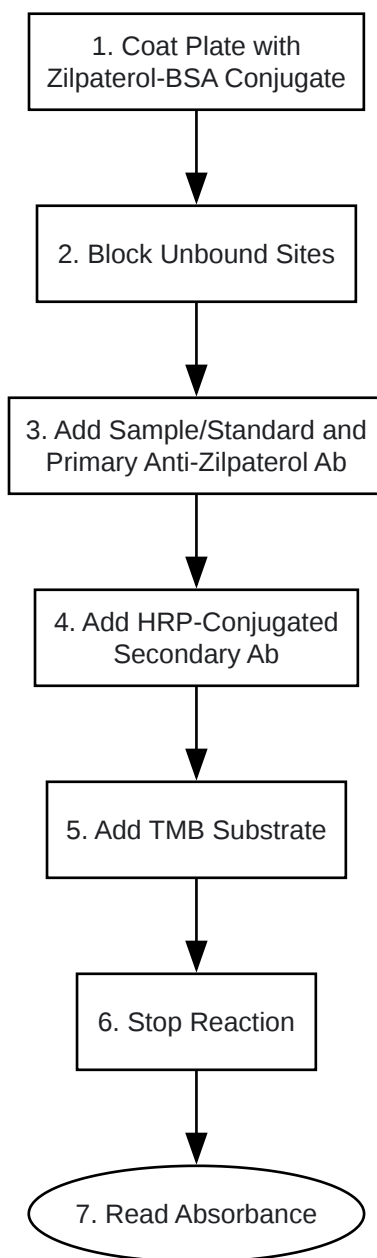 1. Coat Plate with
Zilpaterol-BSA Conjugate
2. Block Unbound Sites
3. Add Sample/Standard and
Primary Anti-Zilpaterol Ab
4. Add HRP-Conjugated
Secondary Ab
5. Add TMB Substrate
6. Stop Reaction
7. Read Absorbance